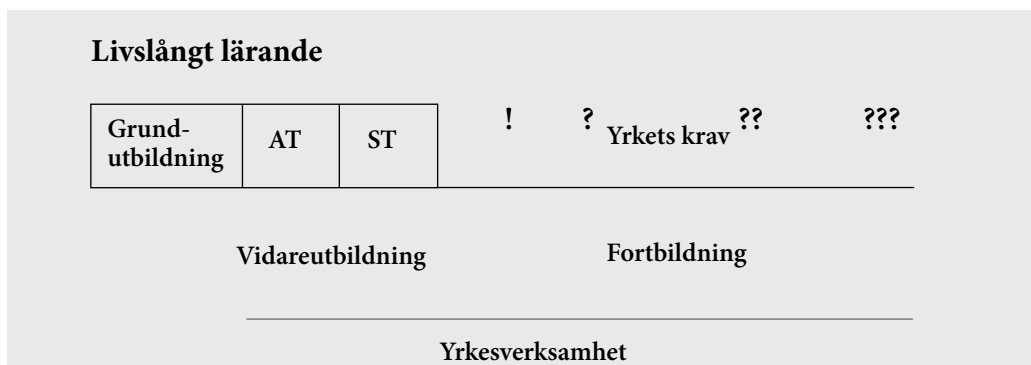 Livslångt lärande
Grund-
utbildning
AT
ST
!
?
Yrkets krav
??
???
Vidareutbildning
Fortbildning
Yrkesverksamhet